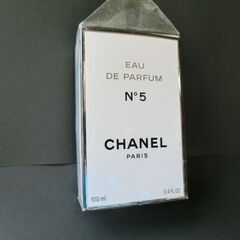 EAU
DE PARFUM
N°5
CHANEL
PARIS
100 ml 3.4 FL.OZ